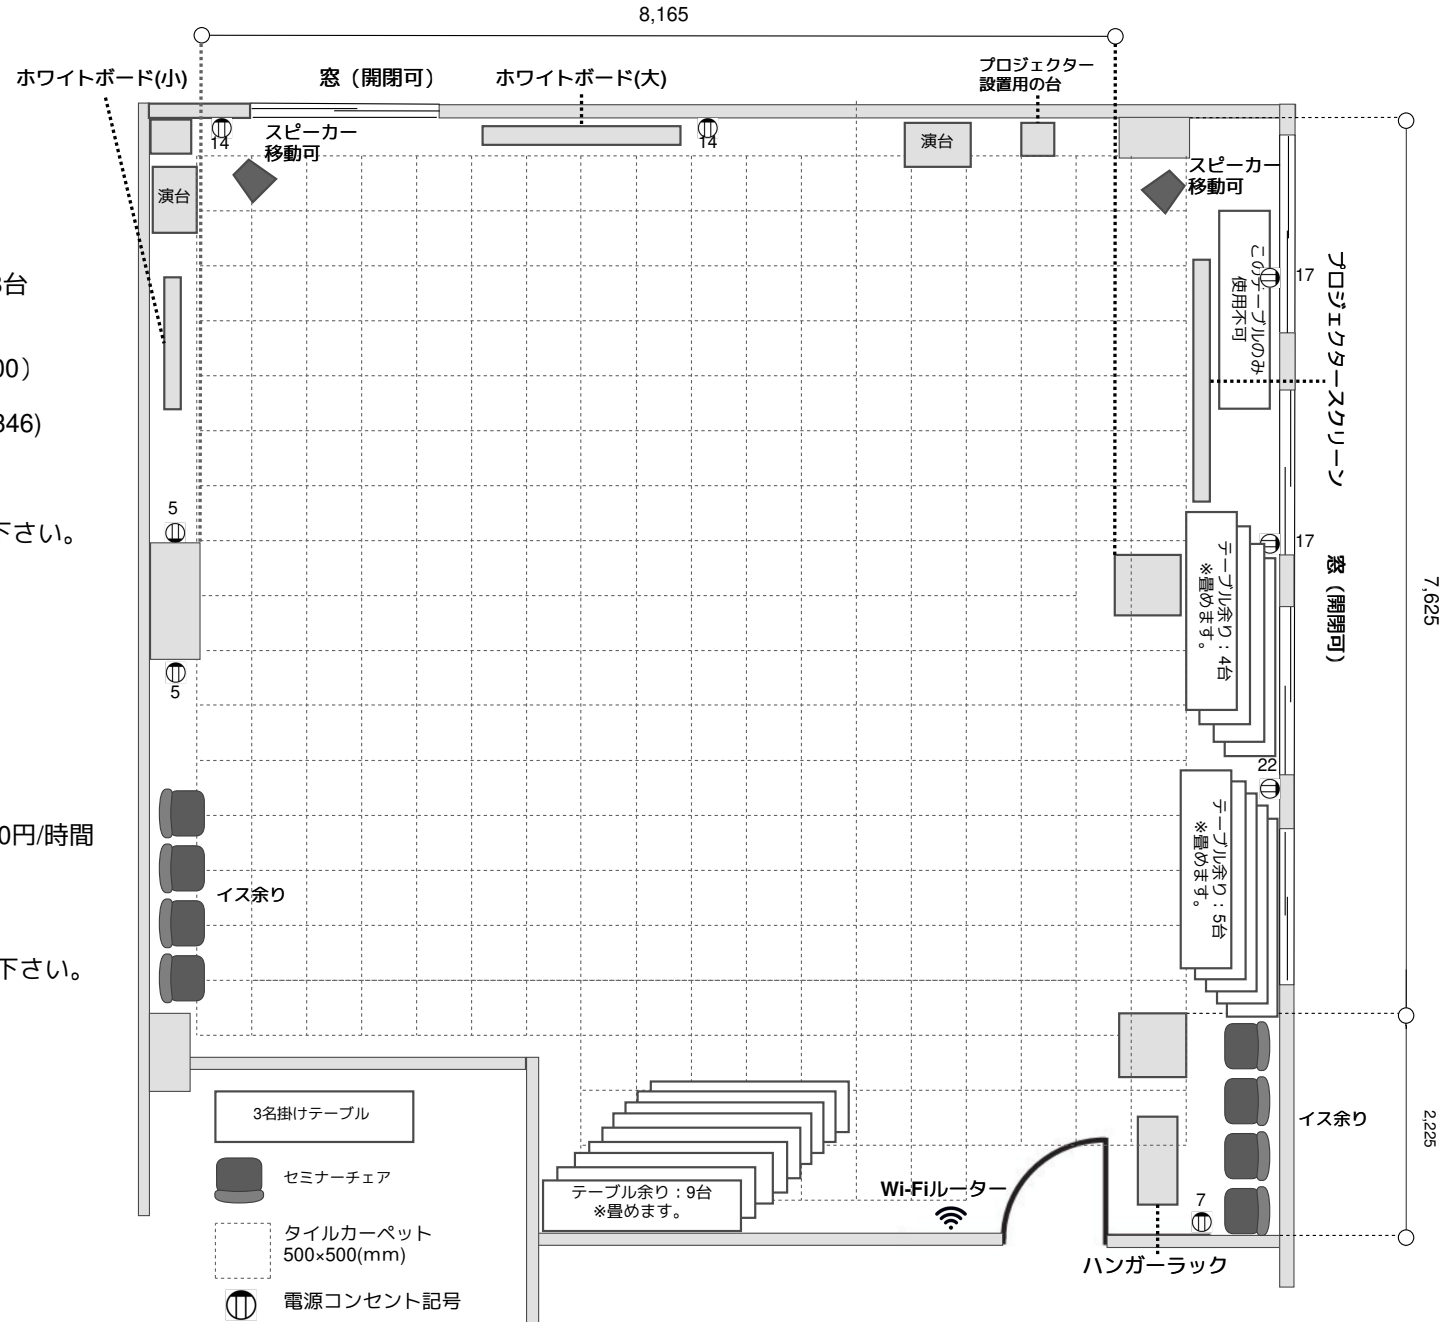 8,165
ホワイトボード(小)
窓（開閉可）
ホワイトボード(大)
プロジェクター
設置用の台
14
スピーカー
移動可
14
演台
スピーカー
移動可
演台
このテーブルのみ
使用不可
17
プロジェクタースクリーン
台
00）
346)
5
下さい。
17
テーブル余り：4台
※畳めます。
窓（開閉可）
7,625
5
22
0円/時間
テーブル余り：5台
※畳めます。
イス余り
下さい。
3名掛けテーブル
イス余り
2,225
セミナーチェア
テーブル余り：9台
※畳めます。
Wi-Fiルーター
7
タイルカーペット
500×500(mm)
ハンガーラック
電源コンセント記号